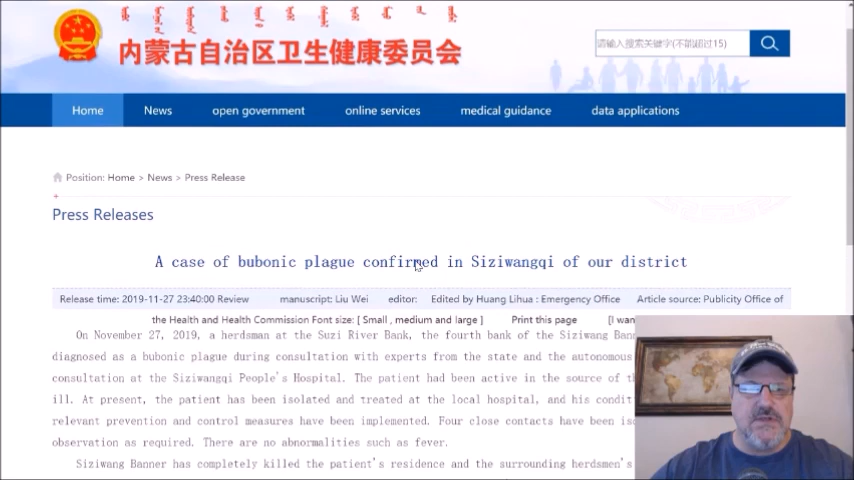 内蒙古自治区卫生健康委员会
请输入搜索关键字(不能超过15)
Home News open government online services medical guidance data applications
Position: Home > News > Press Release
Press Releases
A case of bubonic plague confirmed in Siziwangqi of our district
Release time: 2019-11-27 23:40:00 Review manuscript: Liu Wei editor: Edited by Huang Lihua : Emergency Office Article source: Publicity Office of
the Health and Health Commission Font size: [ Small , medium and large ] Print this page [I wan
On November 27, 2019, a herdsman at the Suzi River Bank, the fourth bank of the Siziwang Ban
diagnosed as a bubonic plague during consultation with experts from the state and the autonomous
consultation at the Siziwangqi People's Hospital. The patient had been active in the source of th
ill. At present, the patient has been isolated and treated at the local hospital, and his condit
relevant prevention and control measures have been implemented. Four close contacts have been iso
observation as required. There are no abnormalities such as fever.
Siziwang Banner has completely killed the patient's residence and the surrounding herdsmen's